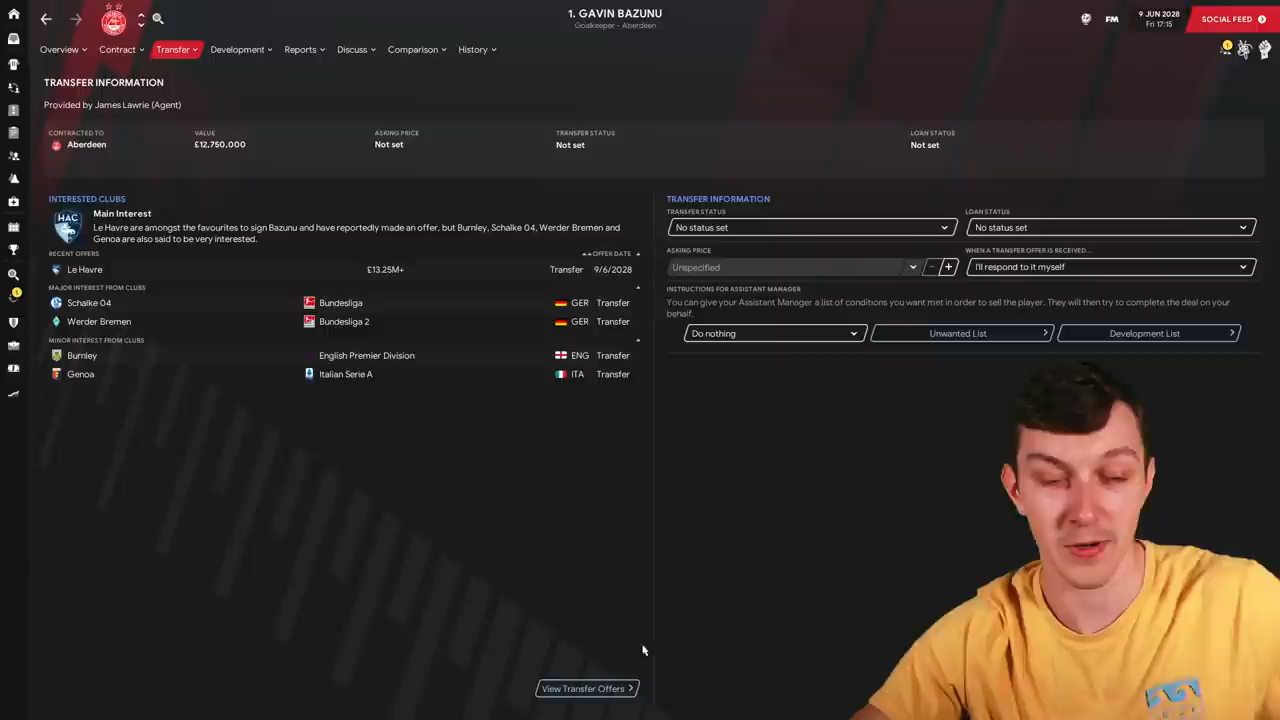 1. GAVIN BAZUNU
Goalkeeper - Aberdeen
FM
9 JUN 2028
Fri 17:15
SOCIAL FEED
Overview
Contract
Transfer
Development
Reports
Discuss
Comparison
History
1
TRANSFER INFORMATION
Provided by James Lawrie (Agent)
CONTRACTED TO
Aberdeen
VALUE
£12,750,000
ASKING PRICE
Not set
TRANSFER STATUS
Not set
LOAN STATUS
Not set
INTERESTED CLUBS
HAC
Main Interest
Le Havre are amongst the favourites to sign Bazunu and have reportedly made an offer, but Burnley, Schalke 04, Werder Bremen and
Genoa are also said to be very interested.
RECENT OFFERS
OFFER DATE
Le Havre £13.25M+ Transfer 9/6/2028
MAJOR INTEREST FROM CLUBS
Schalke 04 Bundesliga GER Transfer
Werder Bremen Bundesliga 2 GER Transfer
MINOR INTEREST FROM CLUBS
Burnley English Premier Division ENG Transfer
Genoa Italian Serie A ITA Transfer
View Transfer Offers
TRANSFER INFORMATION
TRANSFER STATUS
No status set
LOAN STATUS
No status set
ASKING PRICE
Unspecified
WHEN A TRANSFER OFFER IS RECEIVED...
I'll respond to it myself
INSTRUCTIONS FOR ASSISTANT MANAGER
You can give your Assistant Manager a list of conditions you want met in order to sell the player. They will then try to complete the deal on your
behalf.
Do nothing
Unwanted List
Development List